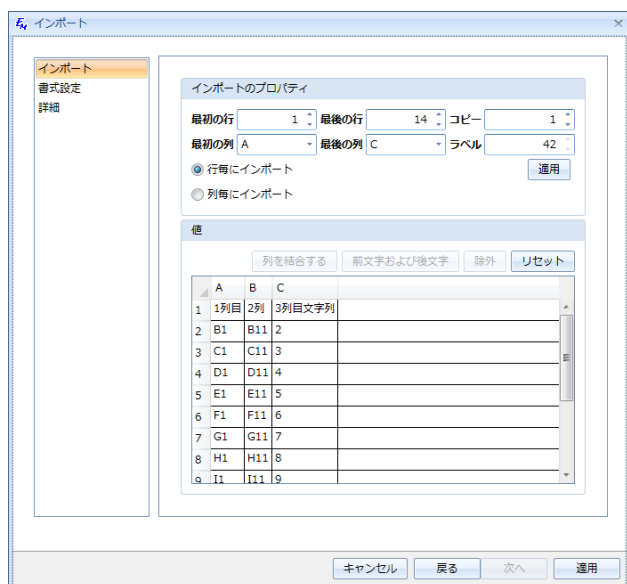 インポート
インポート
書式設定
詳細
インポートのプロパティ
最初の行 1 最後の行 14 コピー 1
最初の列 A 最後の列 C ラベル 42
行毎にインポート 適用
列毎にインポート
値
列を結合する 前文字および後文字 除外 リセット
A B C
1 1列目 2列 3列目文字列
2 B1 B11 2
3 C1 C11 3
4 D1 D11 4
5 E1 E11 5
6 F1 F11 6
7 G1 G11 7
8 H1 H11 8
9 I1 I11 9
キャンセル 戻る 次へ 適用